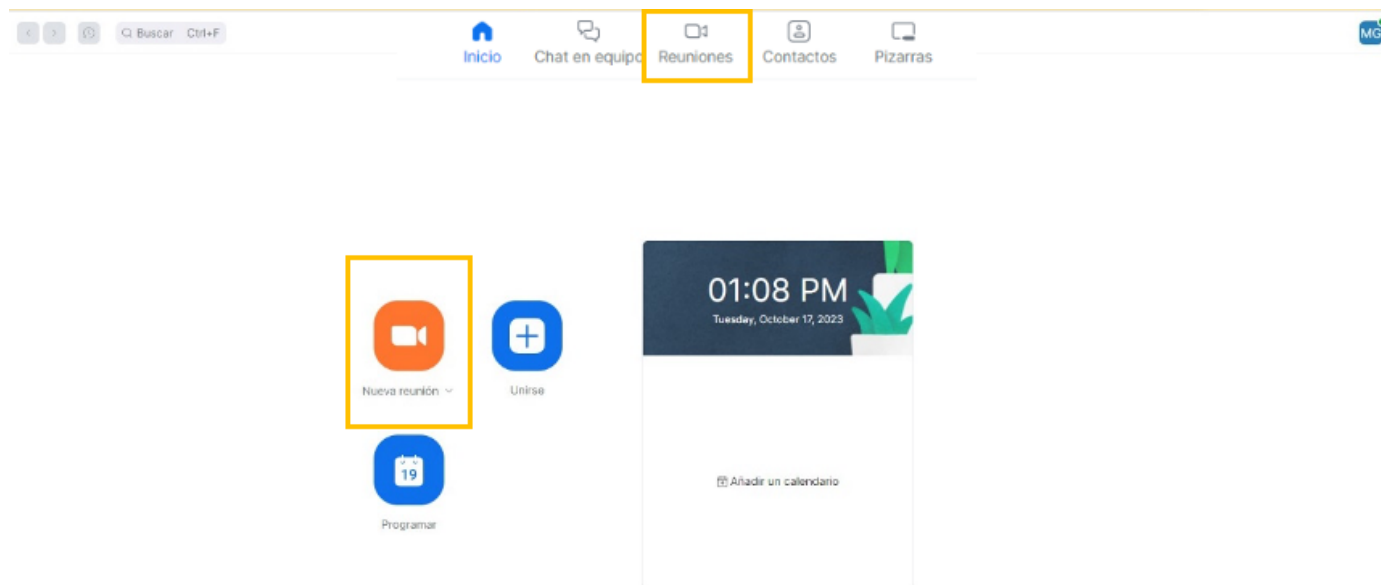 Buscar Ctrl+F
MG
Inicio
Chat en equipo
Reuniones
Contactos
Pizarras
01:08 PM
Tuesday, October 17, 2023
Nueva reunión
Unirse
19
Programar
Añadir un calendario